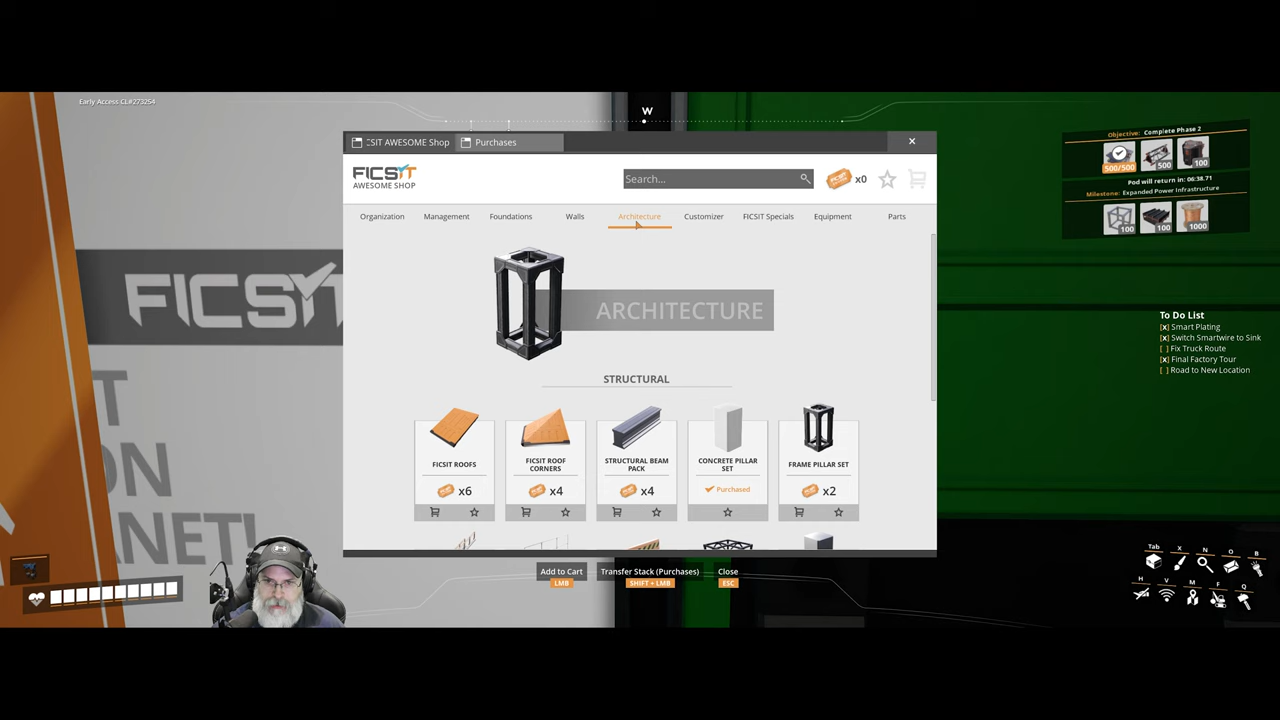 Early Access CL#273254
W
CSIT AWESOME Shop
Purchases
FICSIT
AWESOME SHOP
Search...
x0
Organization
Management
Foundations
Walls
Architecture
Customizer
FICSIT Specials
Equipment
Parts
ARCHITECTURE
STRUCTURAL
FICSIT ROOFS
x6
FICSIT ROOF
CORNERS
x4
STRUCTURAL BEAM
PACK
x4
CONCRETE PILLAR
SET
Purchased
FRAME PILLAR SET
x2
Add to Cart
LMB
Transfer Stack (Purchases)
SHIFT + LMB
Close
ESC
Objective: Complete Phase 2
500/500
500
100
Pod will return in: 06:38.71
Milestone: Expanded Power Infrastructure
100
100
1000
To Do List
[x] Smart Plating
[x] Switch Smartwire to Sink
[ ] Fix Truck Route
[x] Final Factory Tour
[ ] Road to New Location
FICSIT
T
ON
ANET!
Tab
X
N
O
B
H
V
M
F
Q